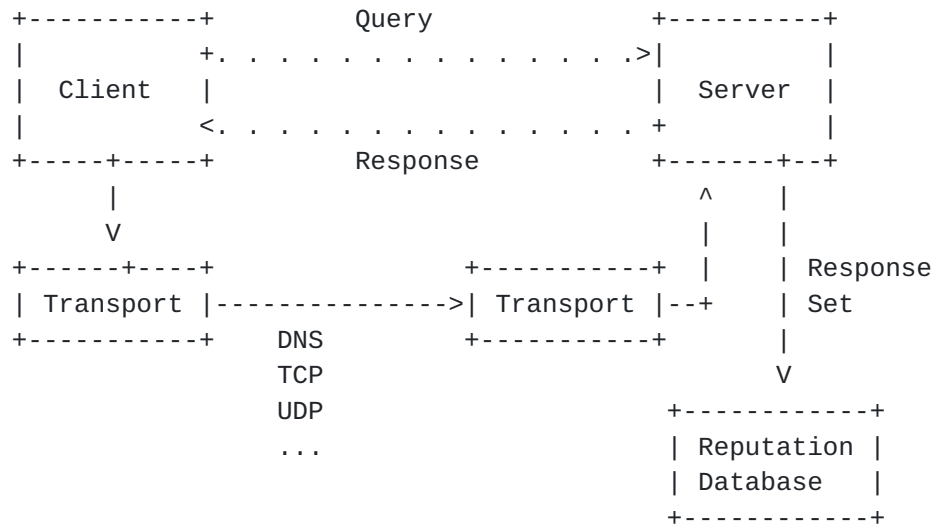 Query
Client Server
Response
Response
Transport Transport Set
DNS
TCP
UDP
Reputation
... Database